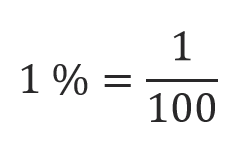 1 % = 1/100